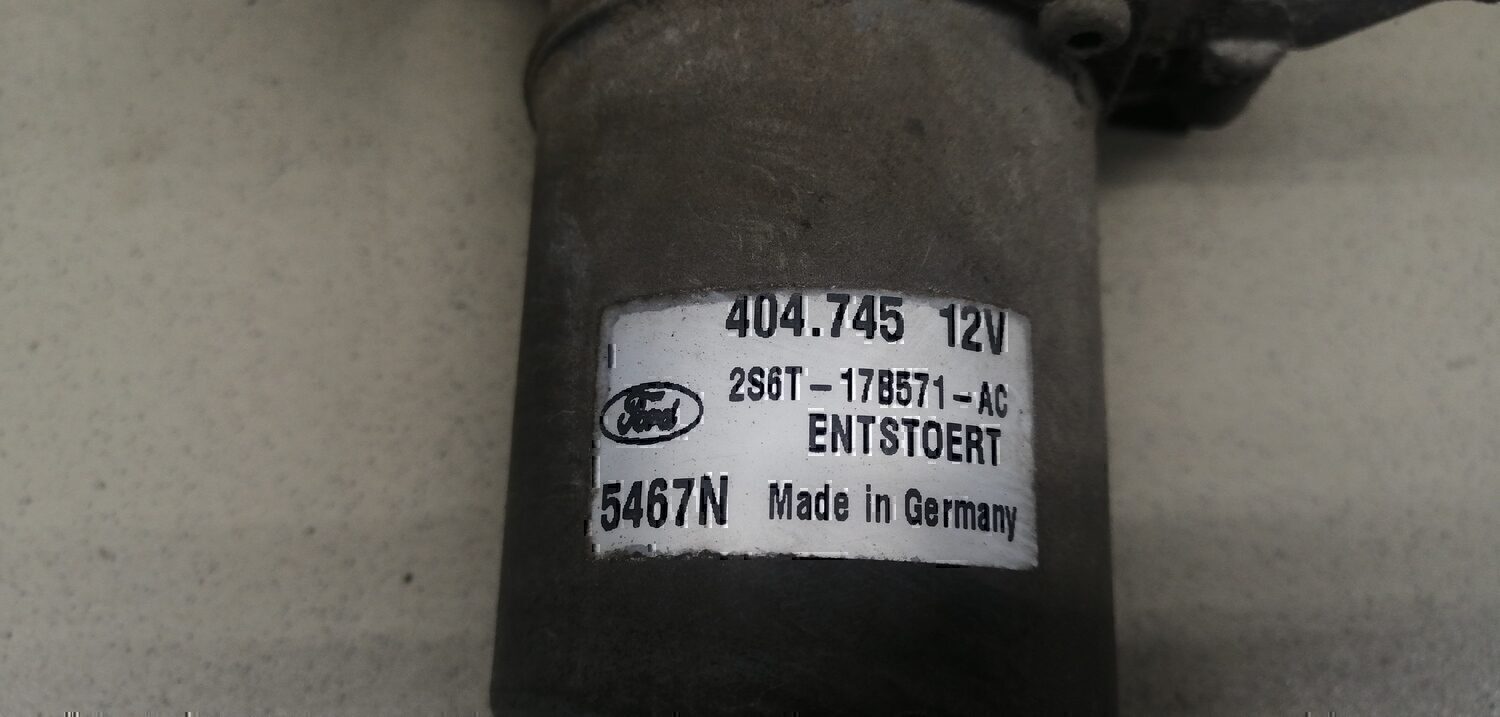 404.745 12V
2S6T-17B571-AC
Ford
ENTSTOERT
5467N Made in Germany